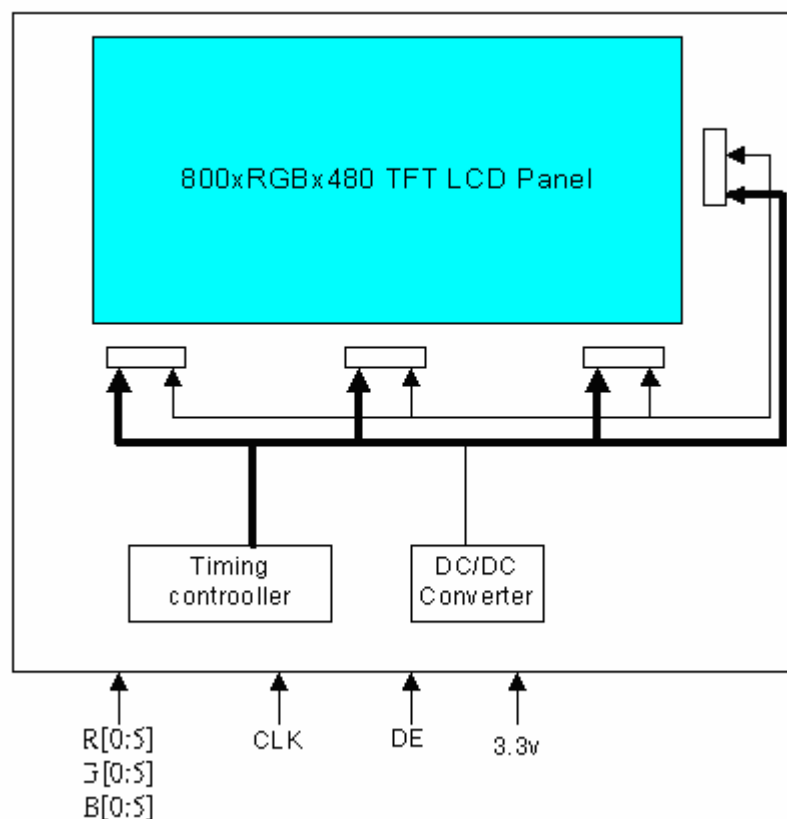 800xRGBx480 TFT LCD Panel
Timing
controoller
DC/DC
Converter
R[0:5]
G[0:5]
B[0:5]
CLK
DE
3.3v